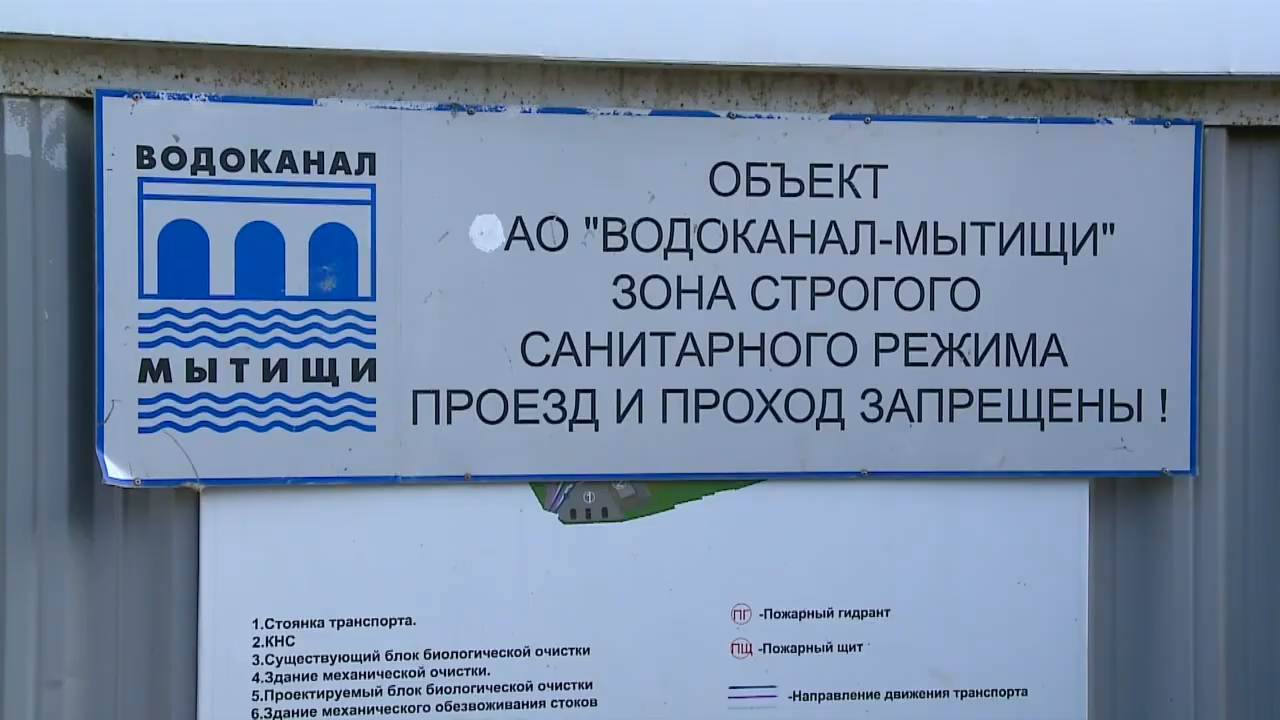 ВОДОКАНАЛ
МЫТИЩИ
ОБЪЕКТ
АО "ВОДОКАНАЛ-МЫТИЩИ"
ЗОНА СТРОГОГО
САНИТАРНОГО РЕЖИМА
ПРОЕЗД И ПРОХОД ЗАПРЕЩЕНЫ !
1.Стоянка транспорта.
2.КНС
3.Существующий блок биологической очистки
4.Здание механической очистки.
5.Проектируемый блок биологической очистки
6.Здание механического обезвоживания стоков
ПГ -Пожарный гидрант
ПЩ -Пожарный щит
-Направление движения транспорта